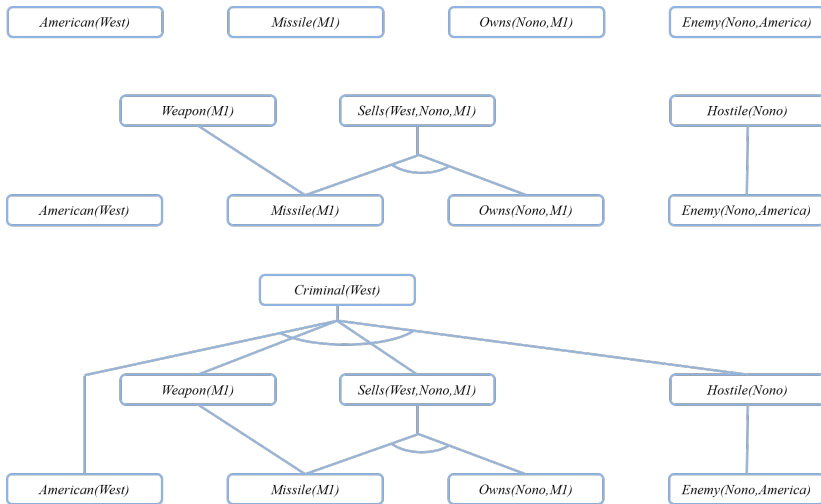 American(West) Missile(M1) Owns(Nono,M1) Enemy(Nono,America)
Weapon(M1) Sells(West,Nono,M1) Hostile(Nono)
American(West) Missile(M1) Owns(Nono,M1) Enemy(Nono,America)
Criminal(West)
Weapon(M1) Sells(West,Nono,M1) Hostile(Nono)
American(West) Missile(M1) Owns(Nono,M1) Enemy(Nono,America)